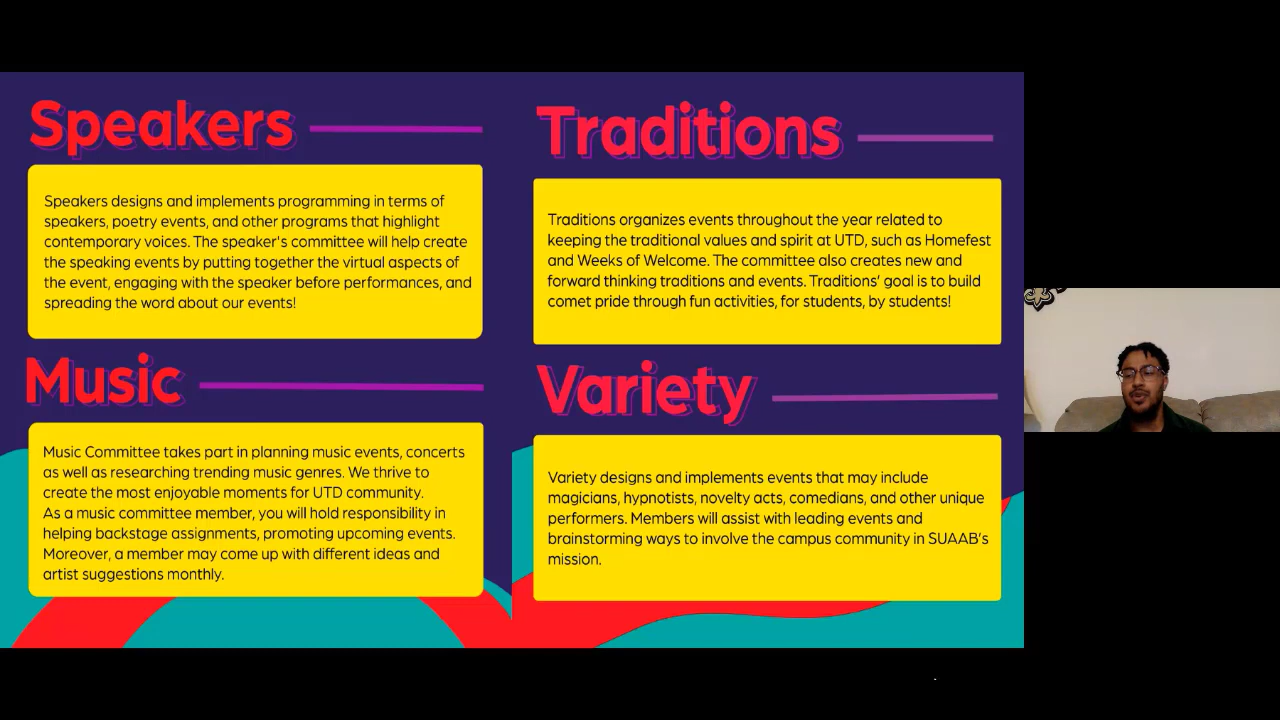 Speakers
Speakers designs and implements programming in terms of
speakers, poetry events, and other programs that highlight
contemporary voices. The speaker's committee will help create
the speaking events by putting together the virtual aspects of
the event, engaging with the speaker before performances, and
spreading the word about our events!
Music
Music Committee takes part in planning music events, concerts
as well as researching trending music genres. We thrive to
create the most enjoyable moments for UTD community.
As a music committee member, you will hold responsibility in
helping backstage assignments, promoting upcoming events.
Moreover, a member may come up with different ideas and
artist suggestions monthly.
Traditions
Traditions organizes events throughout the year related to
keeping the traditional values and spirit at UTD, such as Homefest
and Weeks of Welcome. The committee also creates new and
forward thinking traditions and events. Traditions’ goal is to build
comet pride through fun activities, for students, by students!
Variety
Variety designs and implements events that may include
magicians, hypnotists, novelty acts, comedians, and other unique
performers. Members will assist with leading events and
brainstorming ways to involve the campus community in SUAAB’s
mission.